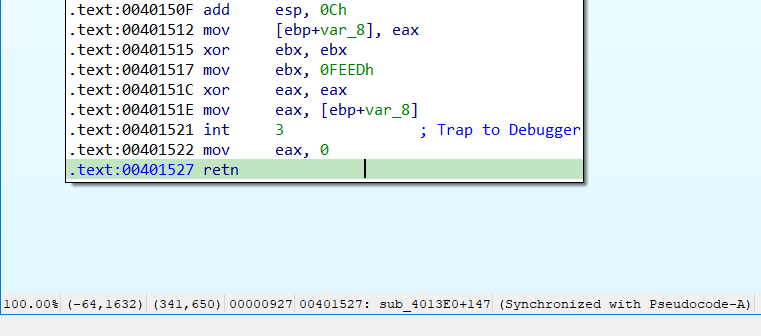 .text:0040150F add esp, 0Ch
.text:00401512 mov [ebp+var_8], eax
.text:00401515 xor ebx, ebx
.text:00401517 mov ebx, 0FEEDh
.text:0040151C xor eax, eax
.text:0040151E mov eax, [ebp+var_8]
.text:00401521 int 3 ; Trap to Debugger
.text:00401522 mov eax, 0
.text:00401527 retn
100.00% (-64,1632) (341,650) 00000927 00401527: sub_4013E0+147 (Synchronized with Pseudocode-A)